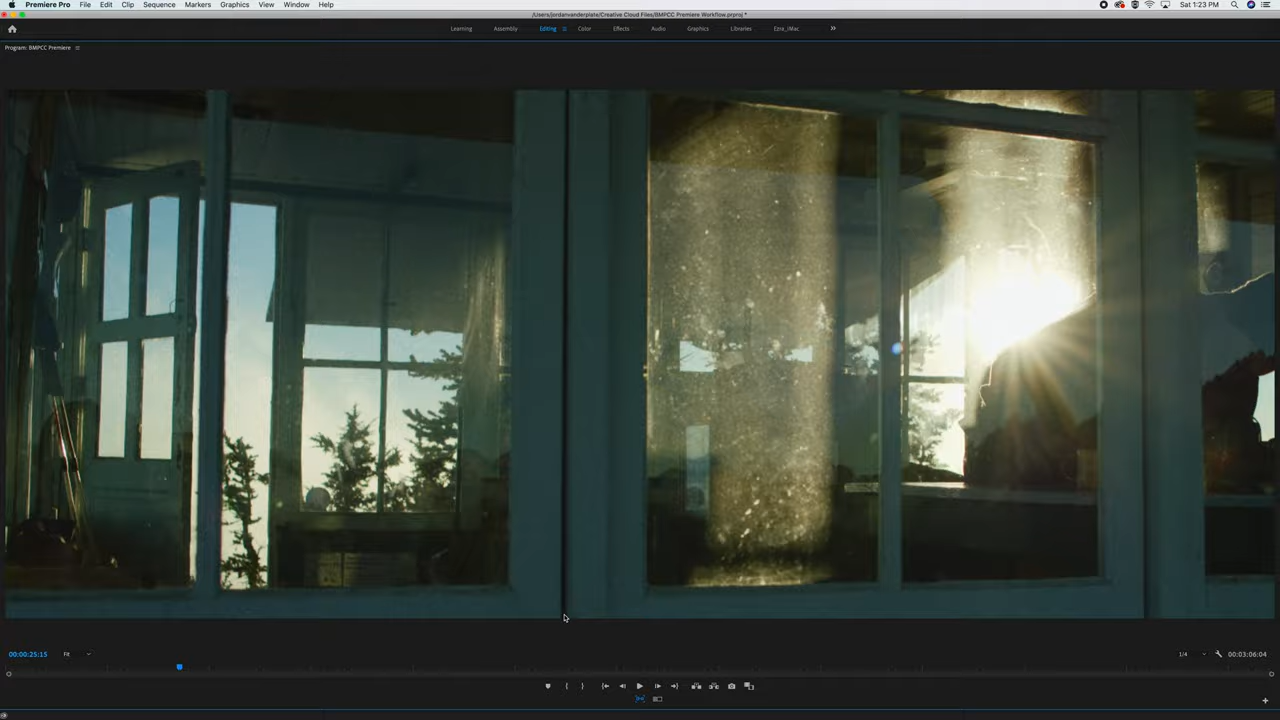 Premiere Pro File Edit Clip Sequence Markers Graphics View Window Help Sat 1:23 PM
/Users/jordanvanderplate/Creative Cloud Files/BMPCC Premiere Workflow.prproj *
Learning Assembly Editing Color Effects Audio Graphics Libraries Ezra_iMac
Program: BMPCC Premiere
00:00:25:15 Fit 1/4 00:03:06:04